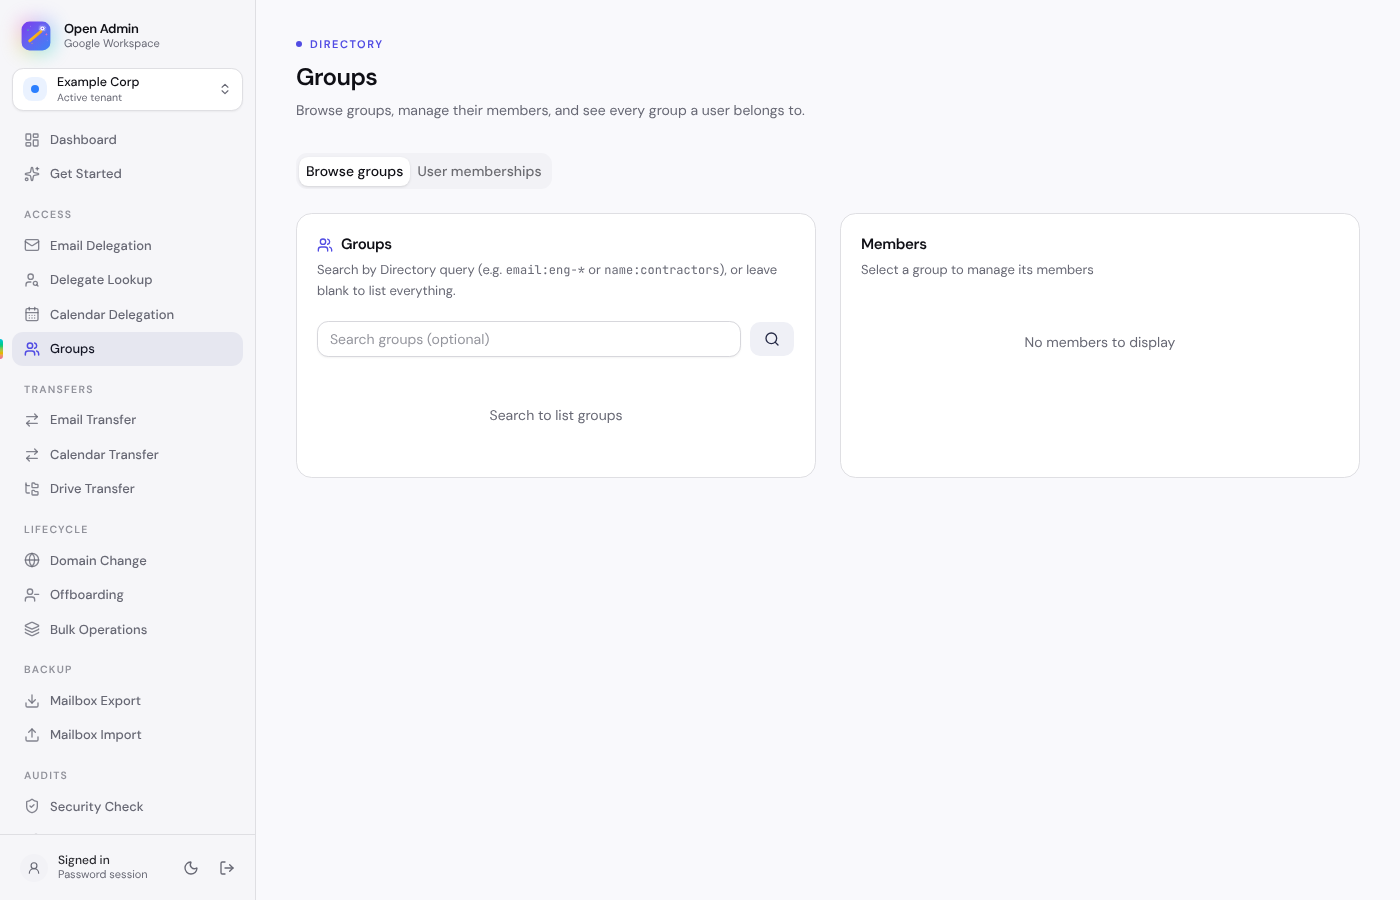 Open Admin
Google Workspace
Example Corp
Active tenant
Dashboard
Get Started
ACCESS
Email Delegation
Delegate Lookup
Calendar Delegation
Groups
TRANSFERS
Email Transfer
Calendar Transfer
Drive Transfer
LIFECYCLE
Domain Change
Offboarding
Bulk Operations
BACKUP
Mailbox Export
Mailbox Import
AUDITS
Security Check
Signed in
Password session
DIRECTORY
Groups
Browse groups, manage their members, and see every group a user belongs to.
Browse groups
User memberships
Groups
Search by Directory query (e.g. email:eng-* or name:contractors), or leave
blank to list everything.
Search groups (optional)
Search to list groups
Members
Select a group to manage its members
No members to display